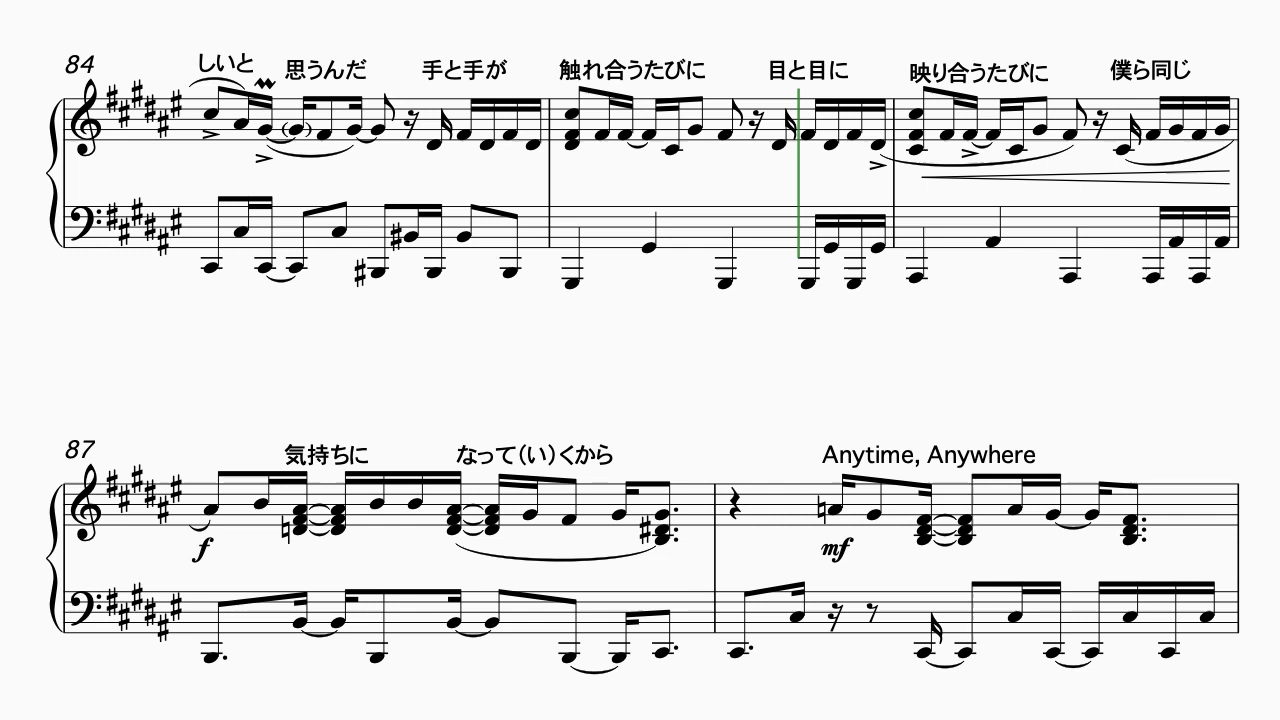 84
しいと 思うんだ 手と手が 触れ合うたびに 目と目に 映り合うたびに 僕ら同じ
87
気持ちに なって(い)くから Anytime, Anywhere
f mf